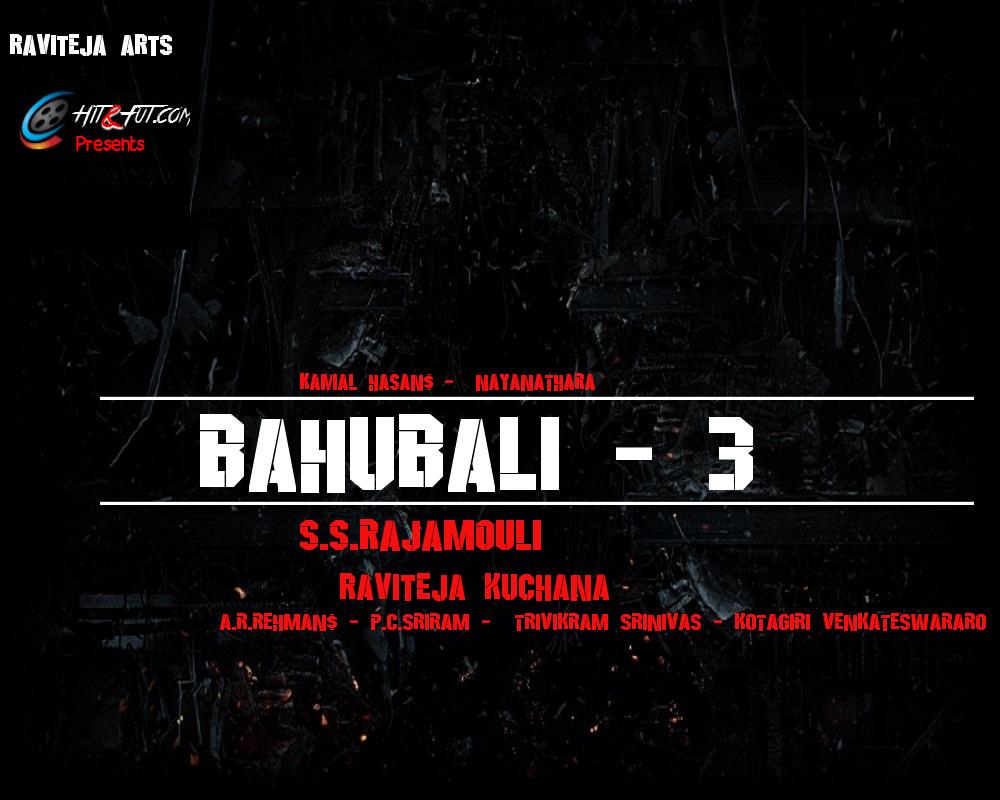 RAVITEJA ARTS
HIT&FUT.COM
Presents
KAMAL HASAN$ - NAYANATHARA
BAHUBALI - 3
S.S.RAJAMOULI
RAVITEJA KUCHANA
A.R.REHMAN$ - P.C.SRIRAM - TRIVIKRAM SRINIVAS - KOTAGIRI VENKATESWARARO